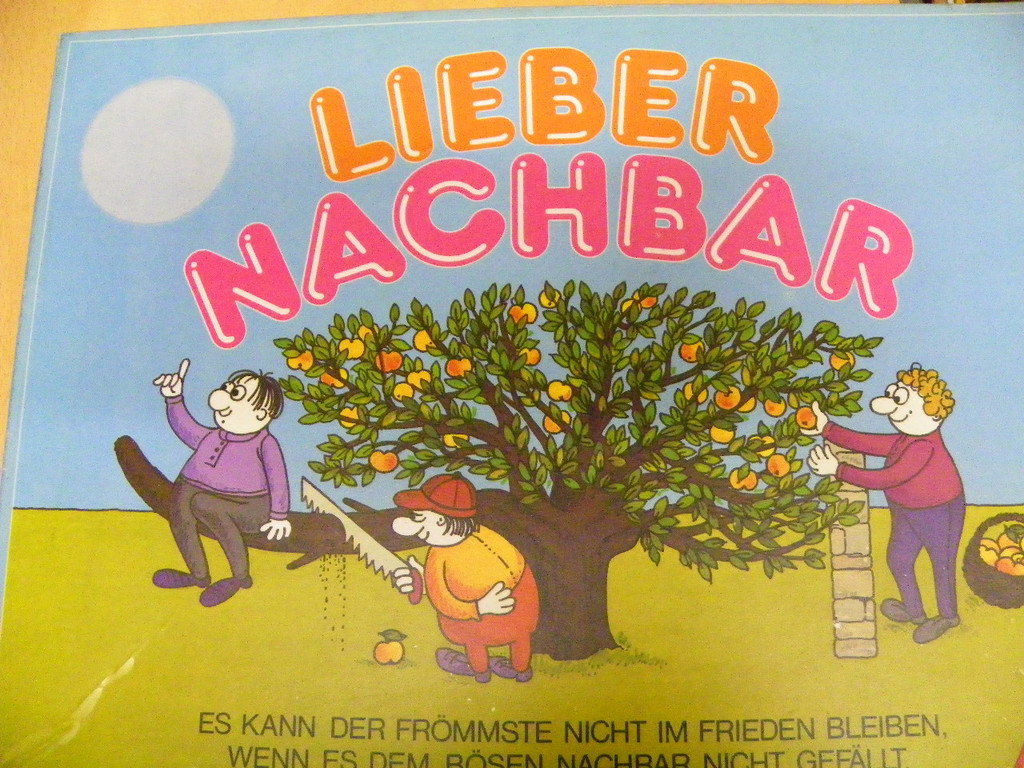 LIEBER
NACHBAR
ES KANN DER FRÖMMSTE NICHT IM FRIEDEN BLEIBEN,
WENN ES DEM BÖSEN NACHBAR NICHT GEFÄLLT.